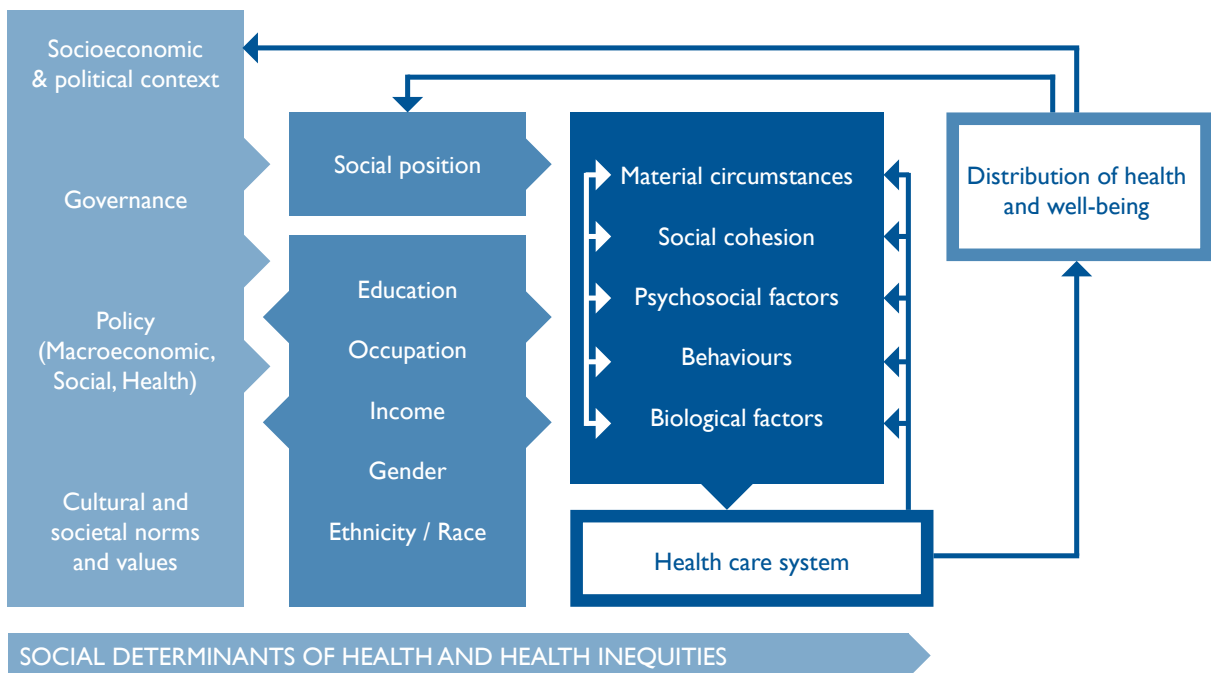 Socioeconomic
& political context
Governance
Policy
(Macroeconomic,
Social, Health)
Cultural and
societal norms
and values
Social position
Education
Occupation
Income
Gender
Ethnicity / Race
Material circumstances
Social cohesion
Psychosocial factors
Behaviours
Biological factors
Health care system
Distribution of health
and well-being
SOCIAL DETERMINANTS OF HEALTH AND HEALTH INEQUITIES